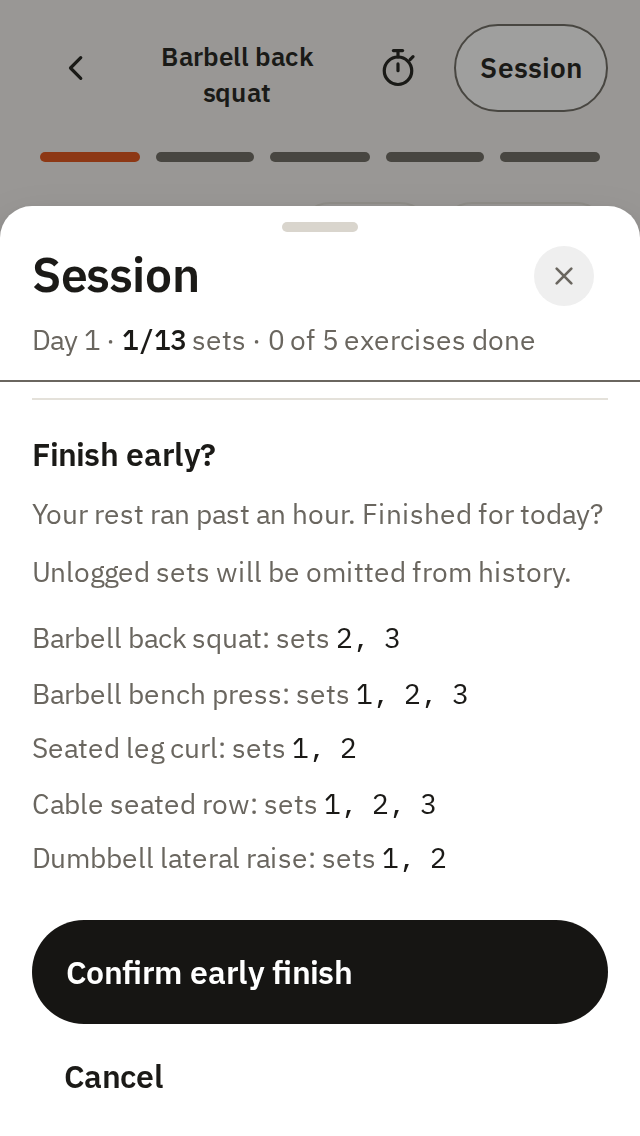 Barbell back
squat
Session
Session
Day 1 · 1/13 sets · 0 of 5 exercises done
Finish early?
Your rest ran past an hour. Finished for today?
Unlogged sets will be omitted from history.
Barbell back squat: sets 2, 3
Barbell bench press: sets 1, 2, 3
Seated leg curl: sets 1, 2
Cable seated row: sets 1, 2, 3
Dumbbell lateral raise: sets 1, 2
Confirm early finish
Cancel